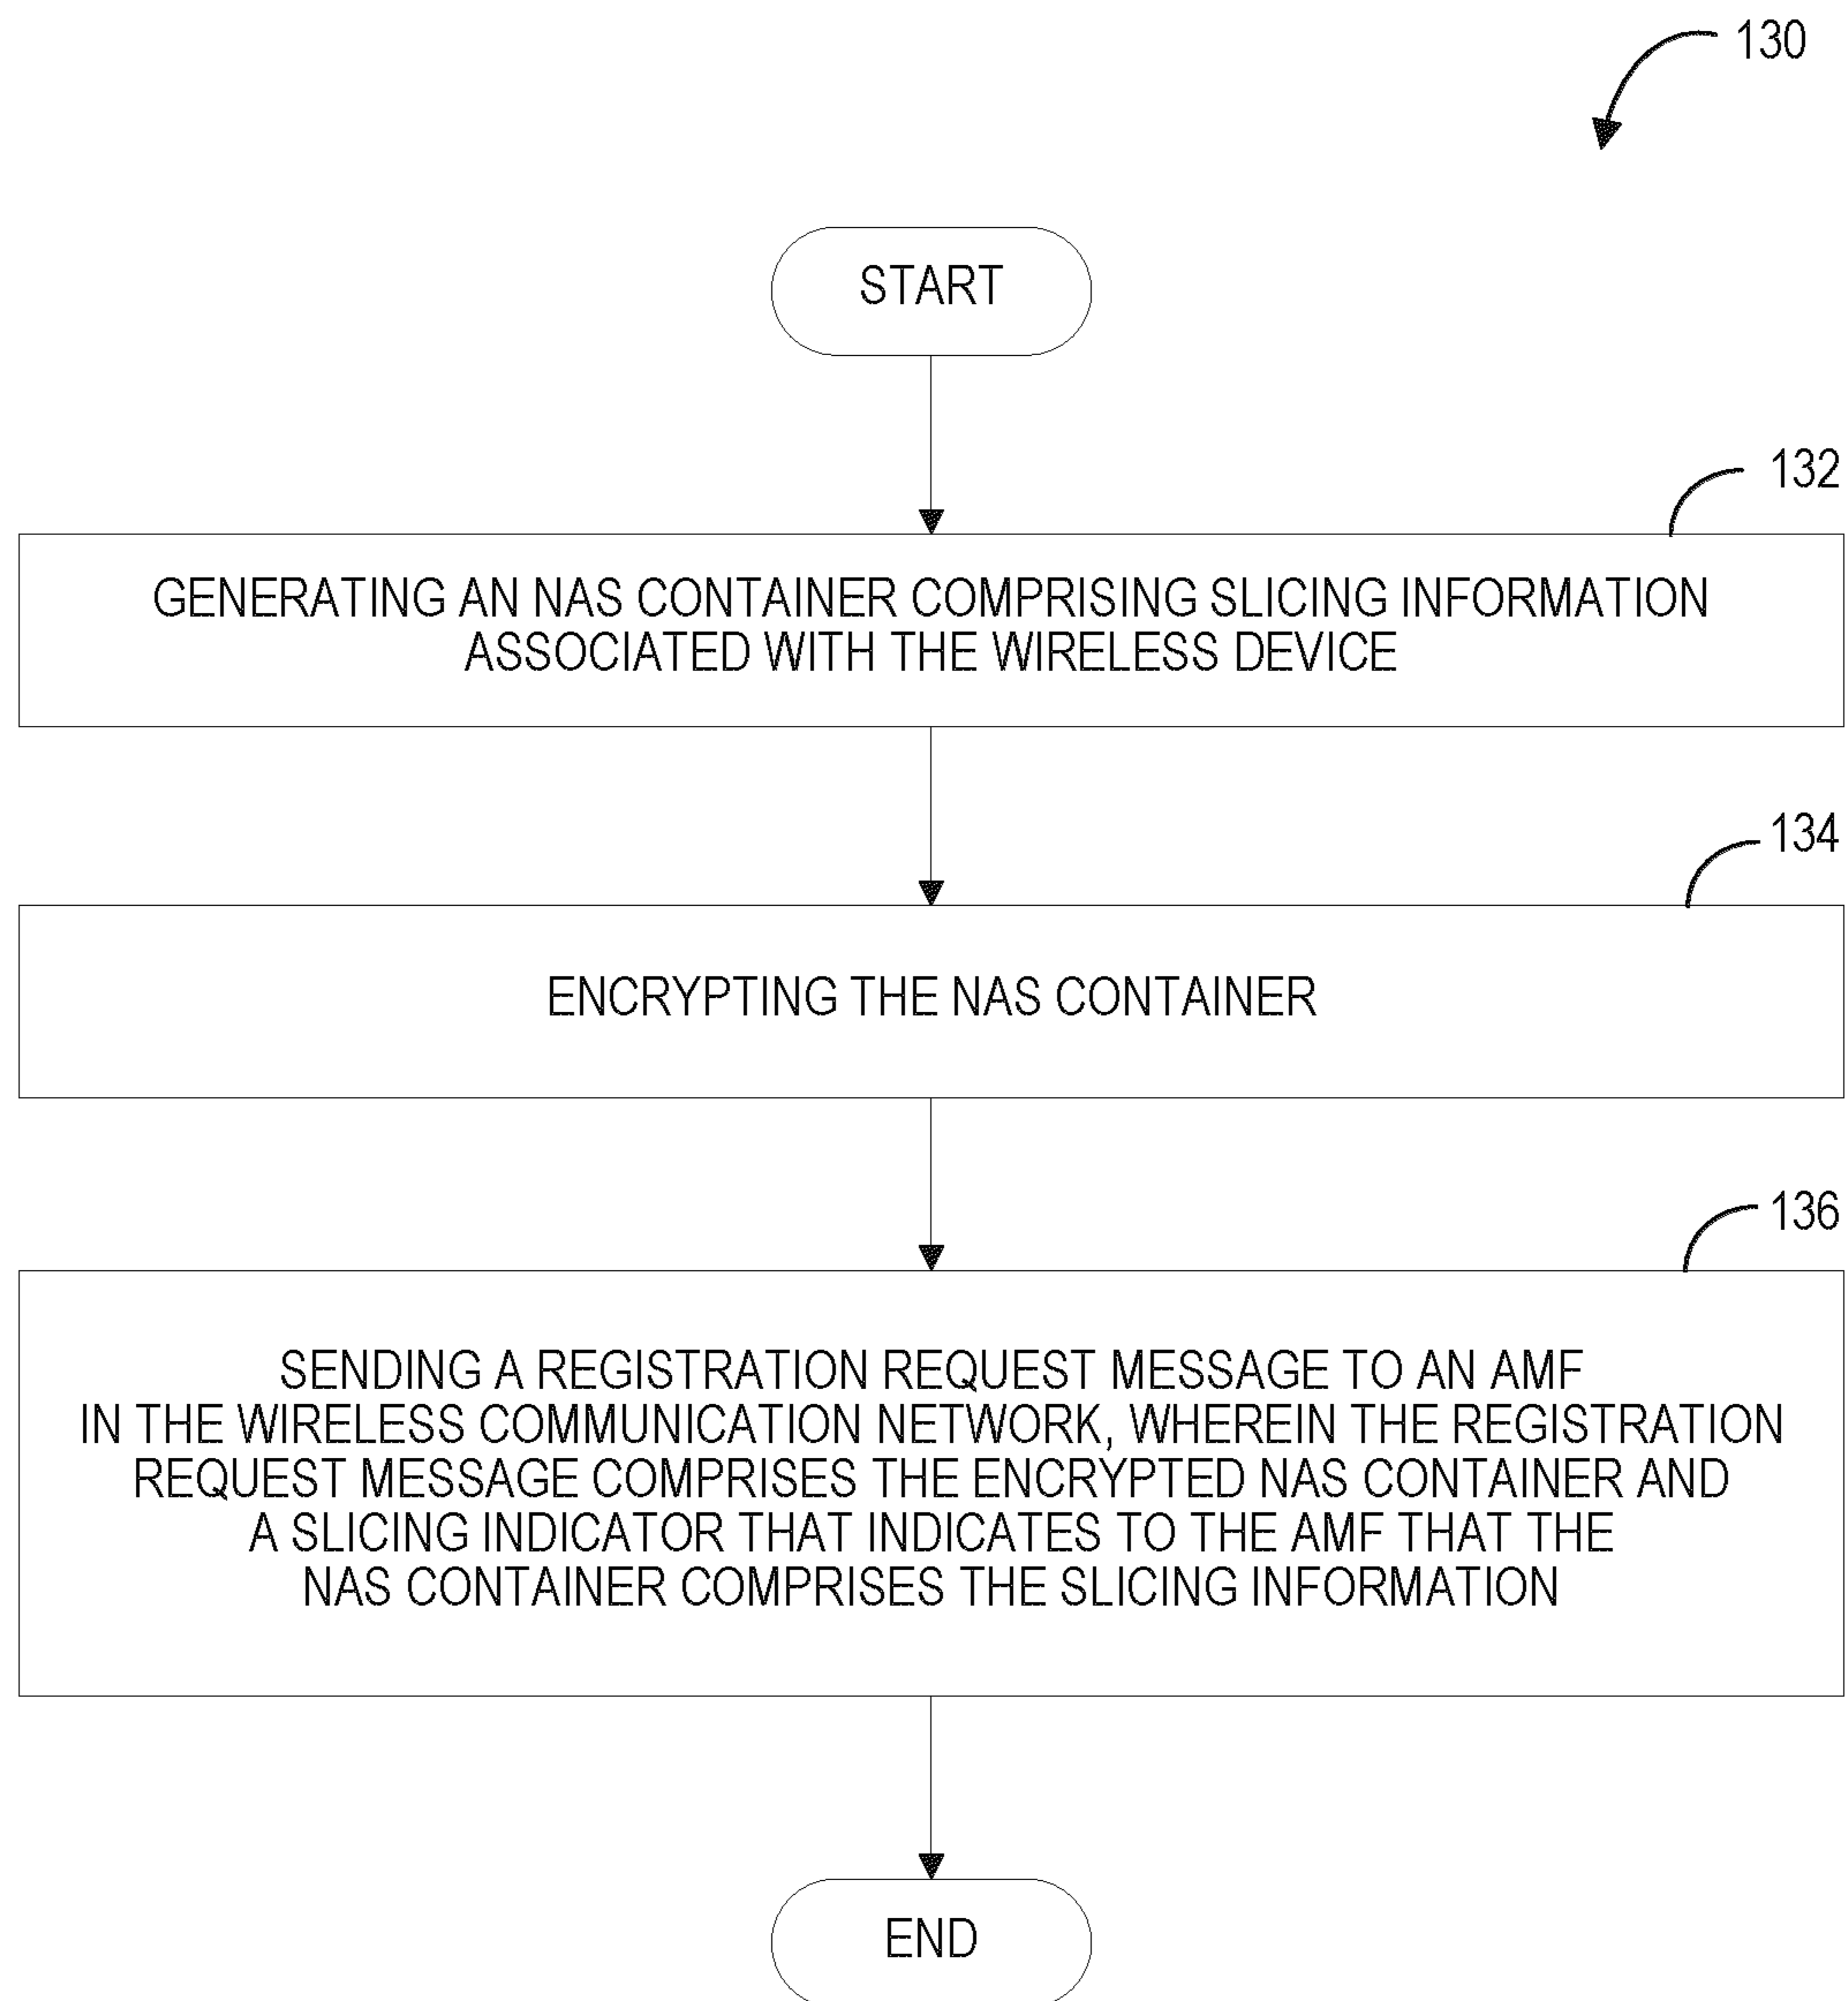 130
START
132
GENERATING AN NAS CONTAINER COMPRISING SLICING INFORMATION
ASSOCIATED WITH THE WIRELESS DEVICE
134
ENCRYPTING THE NAS CONTAINER
136
SENDING A REGISTRATION REQUEST MESSAGE TO AN AMF
IN THE WIRELESS COMMUNICATION NETWORK, WHEREIN THE REGISTRATION
REQUEST MESSAGE COMPRISES THE ENCRYPTED NAS CONTAINER AND
A SLICING INDICATOR THAT INDICATES TO THE AMF THAT THE
NAS CONTAINER COMPRISES THE SLICING INFORMATION
END